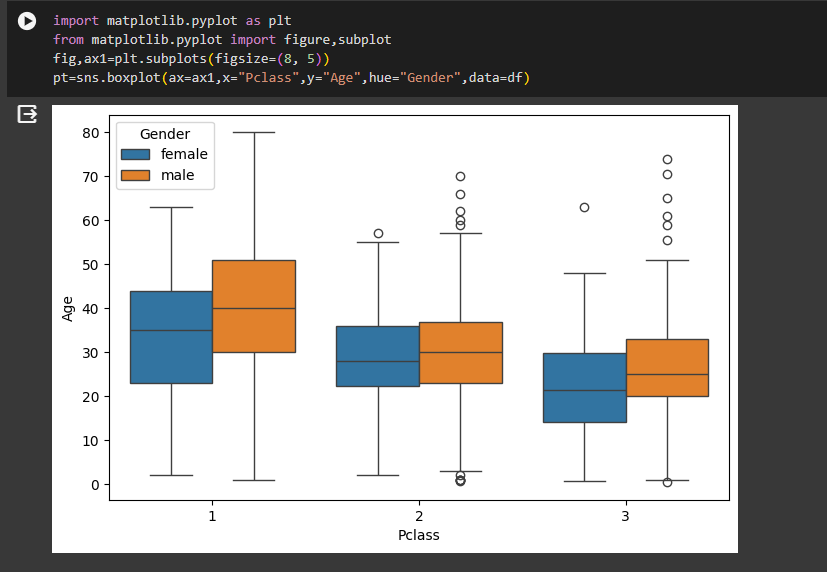 import matplotlib.pyplot as plt
from matplotlib.pyplot import figure,subplot
fig,ax1=plt.subplots(figsize=(8, 5))
pt=sns.boxplot(ax=ax1,x="Pclass",y="Age",hue="Gender",data=df)
Gender
female
male
80
70
60
50
40
30
20
10
0
Age
1 2 3
Pclass